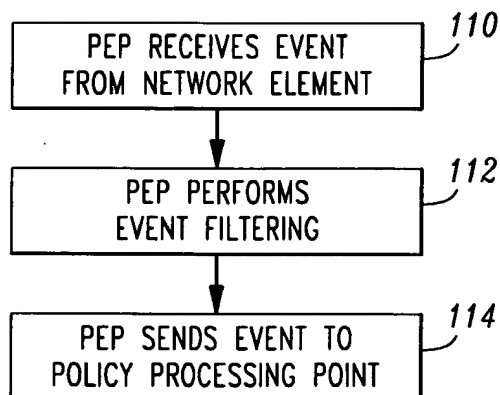 110
PEP RECEIVES EVENT
FROM NETWORK ELEMENT
112
PEP PERFORMS
EVENT FILTERING
114
PEP SENDS EVENT TO
POLICY PROCESSING POINT